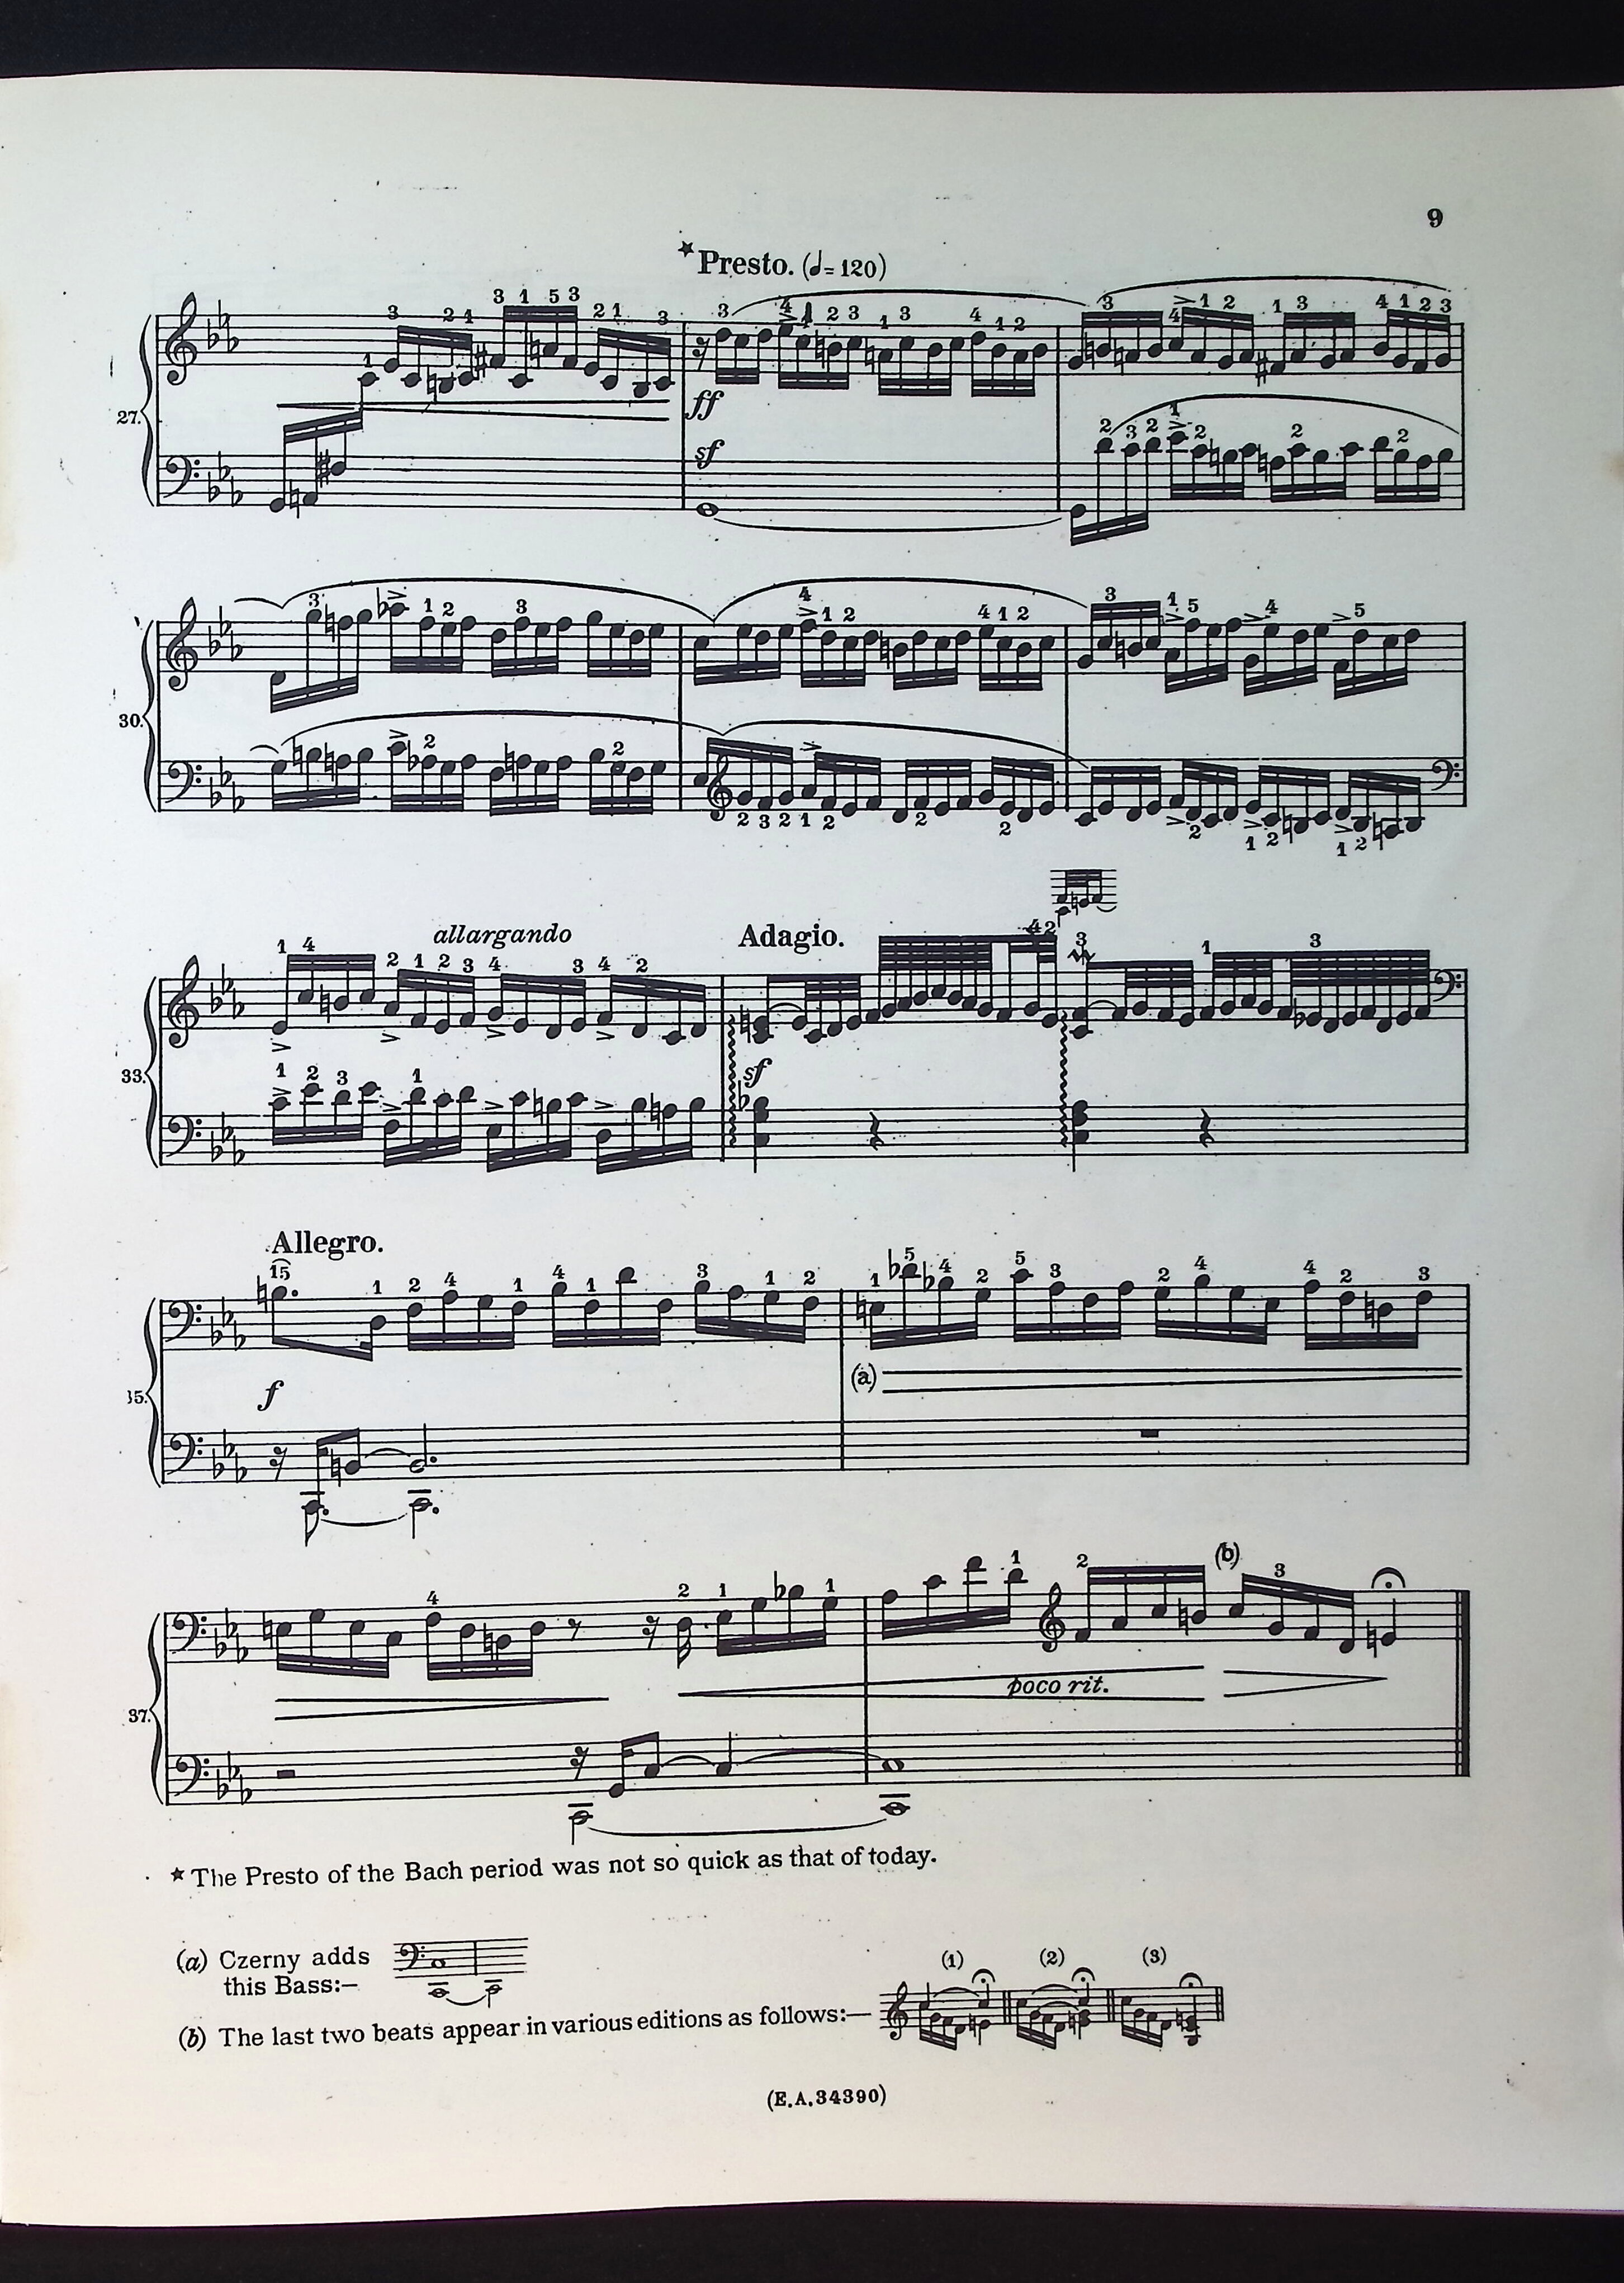 9
★ Presto. (♩= 120)
27.
ff
sf
30.
allargando
Adagio.
33.
sf
Allegro.
f
(a)
35.
(b)
poco rit.
37.
★ The Presto of the Bach period was not so quick as that of today.
(a) Czerny adds
this Bass:–
(1) (2) (3)
(b) The last two beats appear in various editions as follows:—
(E.A.34390)